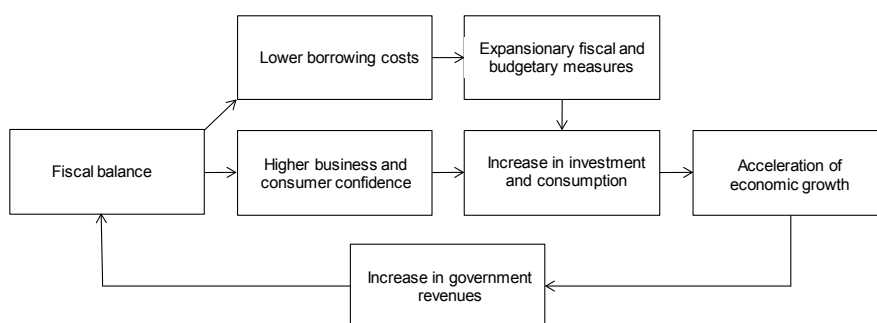 Lower borrowing costs
Expansionary fiscal and
budgetary measures
Fiscal balance
Higher business and
consumer confidence
Increase in investment
and consumption
Acceleration of
economic growth
Increase in government
revenues